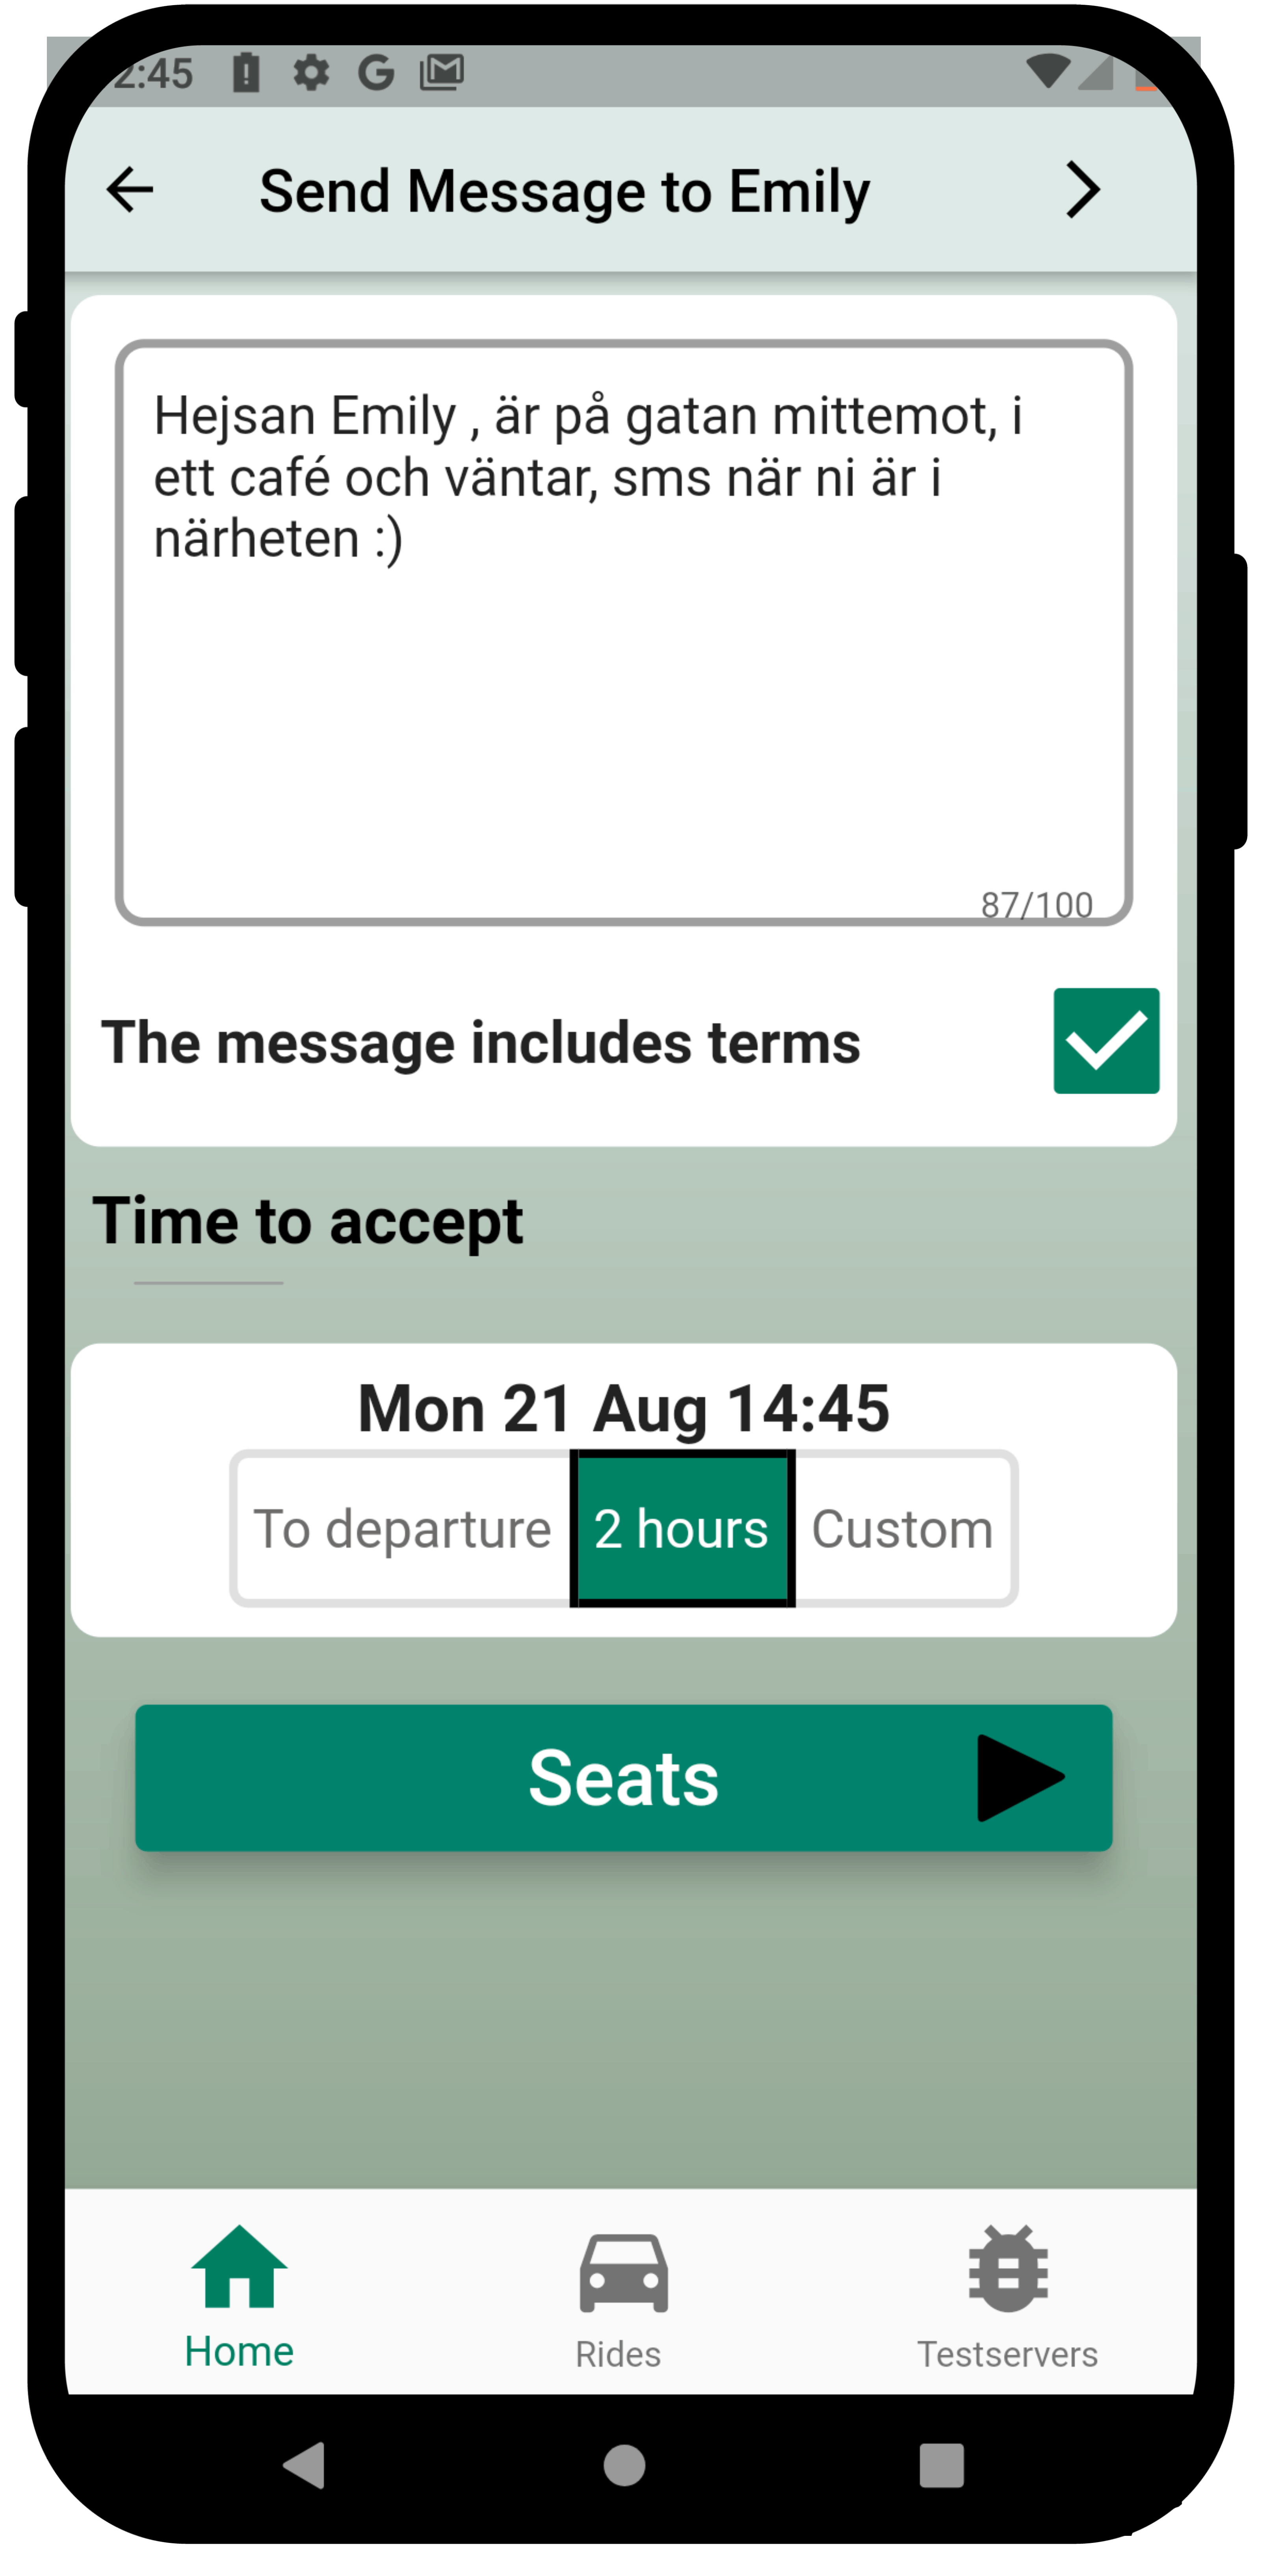 2:45
Send Message to Emily
Hejsan Emily , är på gatan mittemot, i
ett café och väntar, sms när ni är i
närheten :)
87/100
The message includes terms
Time to accept
Mon 21 Aug 14:45
To departure 2 hours Custom
Seats
Home Rides Testservers